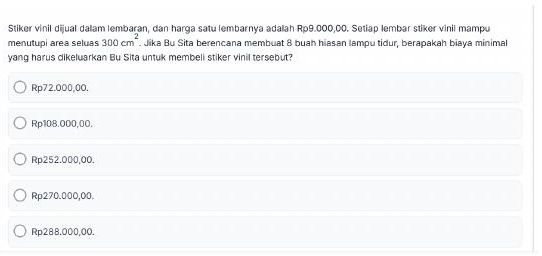 Stiker vinil dijual dalam lembaran, dan harga satu lembarnya adalah Rp9.000,00. Setiap lembar stiker vinil mampu
menutupi area seluas 300 cm². Jika Bu Sita berencana membuat 8 buah hiasan lampu tidur, berapakah biaya minimal
yang harus dikeluarkan Bu Sita untuk membeli stiker vinil tersebut?
Rp72.000,00.
Rp108.000,00.
Rp252.000,00.
Rp270.000,00.
Rp288.000,00.